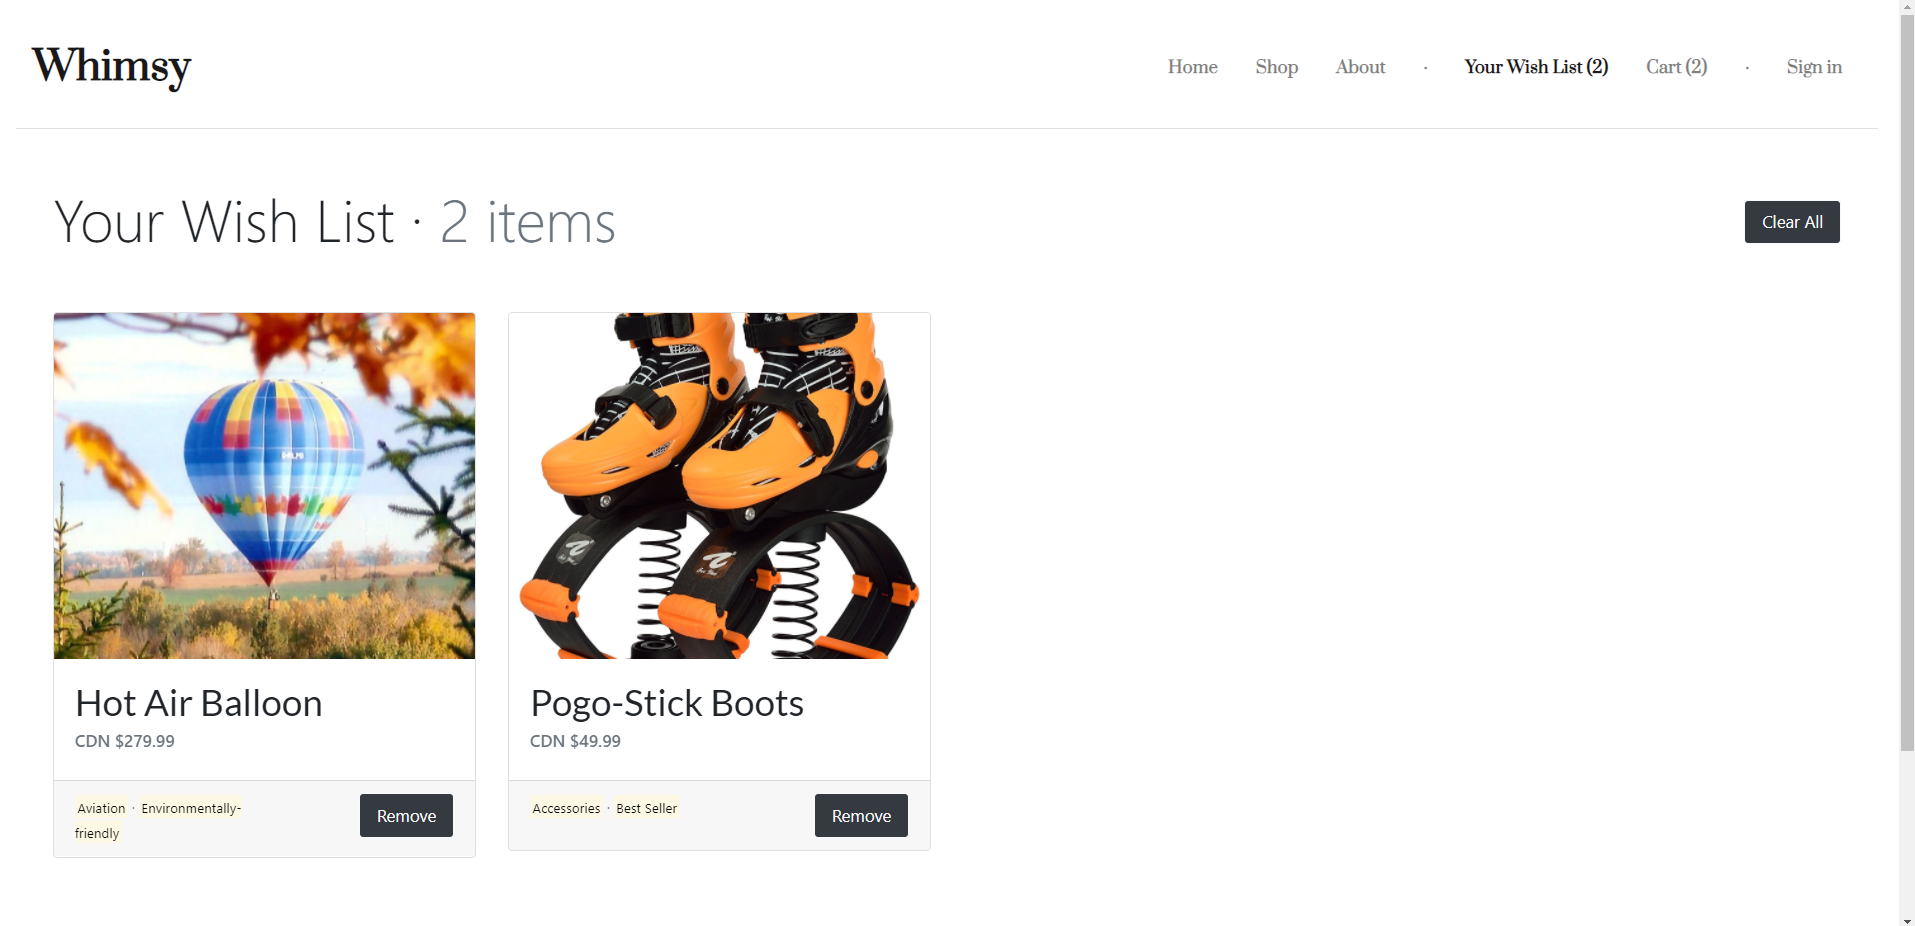 Whimsy
Home Shop About · Your Wish List (2) Cart (2) · Sign in
Your Wish List · 2 items
Clear All
Hot Air Balloon
CDN $279.99
Aviation · Environmentally-
friendly
Remove
Pogo-Stick Boots
CDN $49.99
Accessories · Best Seller
Remove